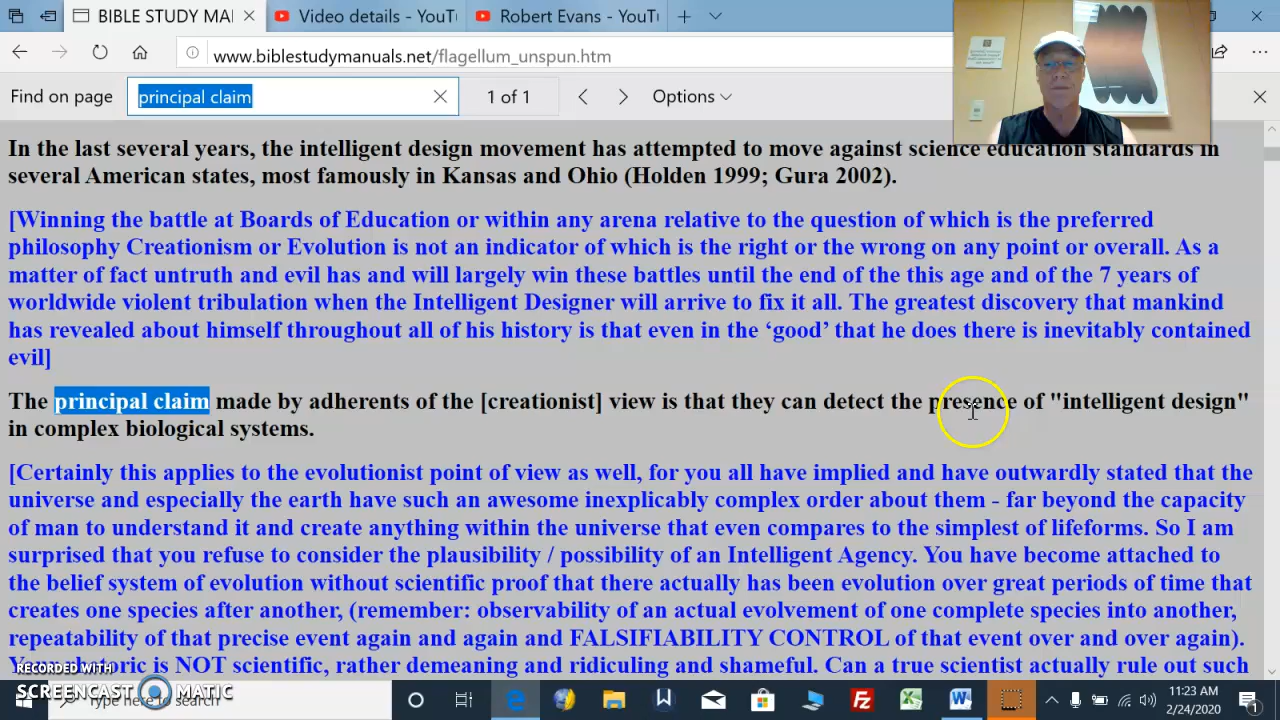 BIBLE STUDY MAI
Video details - YouTu
Robert Evans - YouTu
www.biblestudymanuals.net/flagellum_unspun.htm
Find on page
principal claim
1 of 1
Options
In the last several years, the intelligent design movement has attempted to move against science education standards in
several American states, most famously in Kansas and Ohio (Holden 1999; Gura 2002).
[Winning the battle at Boards of Education or within any arena relative to the question of which is the preferred
philosophy Creationism or Evolution is not an indicator of which is the right or the wrong on any point or overall. As a
matter of fact untruth and evil has and will largely win these battles until the end of the this age and of the 7 years of
worldwide violent tribulation when the Intelligent Designer will arrive to fix it all. The greatest discovery that mankind
has revealed about himself throughout all of his history is that even in the ‘good’ that he does there is inevitably contained
evil]
The principal claim made by adherents of the [creationist] view is that they can detect the presence of "intelligent design"
in complex biological systems.
[Certainly this applies to the evolutionist point of view as well, for you all have implied and have outwardly stated that the
universe and especially the earth have such an awesome inexplicably complex order about them - far beyond the capacity
of man to understand it and create anything within the universe that even compares to the simplest of lifeforms. So I am
surprised that you refuse to consider the plausibility / possibility of an Intelligent Agency. You have become attached to
the belief system of evolution without scientific proof that there actually has been evolution over great periods of time that
creates one species after another, (remember: observability of an actual evolvement of one complete species into another,
repeatability of that precise event again and again and FALSIFIABILITY CONTROL of that event over and over again).
is NOT scientific, rather demeaning and ridiculing and shameful. Can a true scientist actually rule out such
RECORDED WITH
SCREENCAST MATIC
Type here to search
11:23 AM
2/24/2020
1